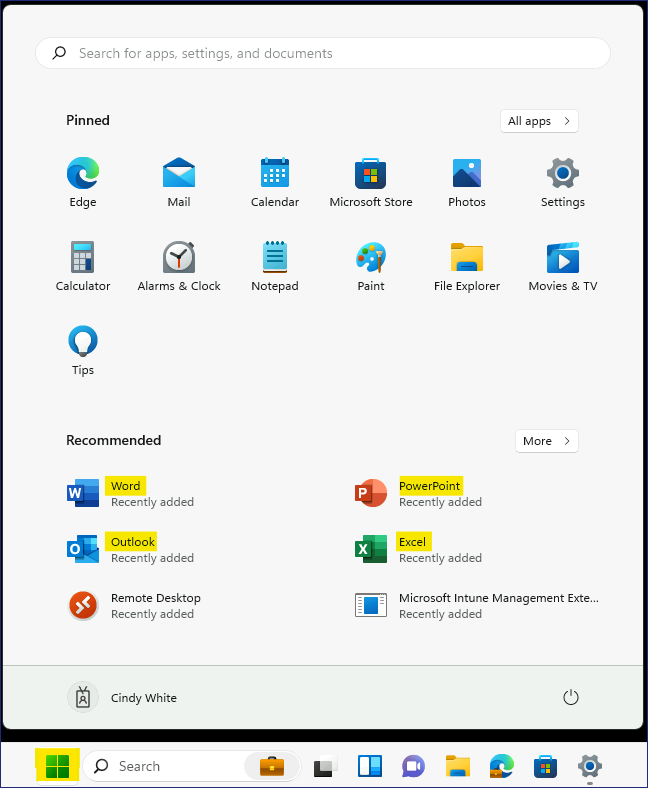 Search for apps, settings, and documents
Pinned
All apps
Edge
Mail
Calendar
Microsoft Store
Photos
Settings
Calculator
Alarms & Clock
Notepad
Paint
File Explorer
Movies & TV
Tips
Recommended
More
W
Word
Recently added
P
PowerPoint
Recently added
O
Outlook
Recently added
X
Excel
Recently added
Remote Desktop
Recently added
Microsoft Intune Management Exte...
Recently added
Cindy White
Search